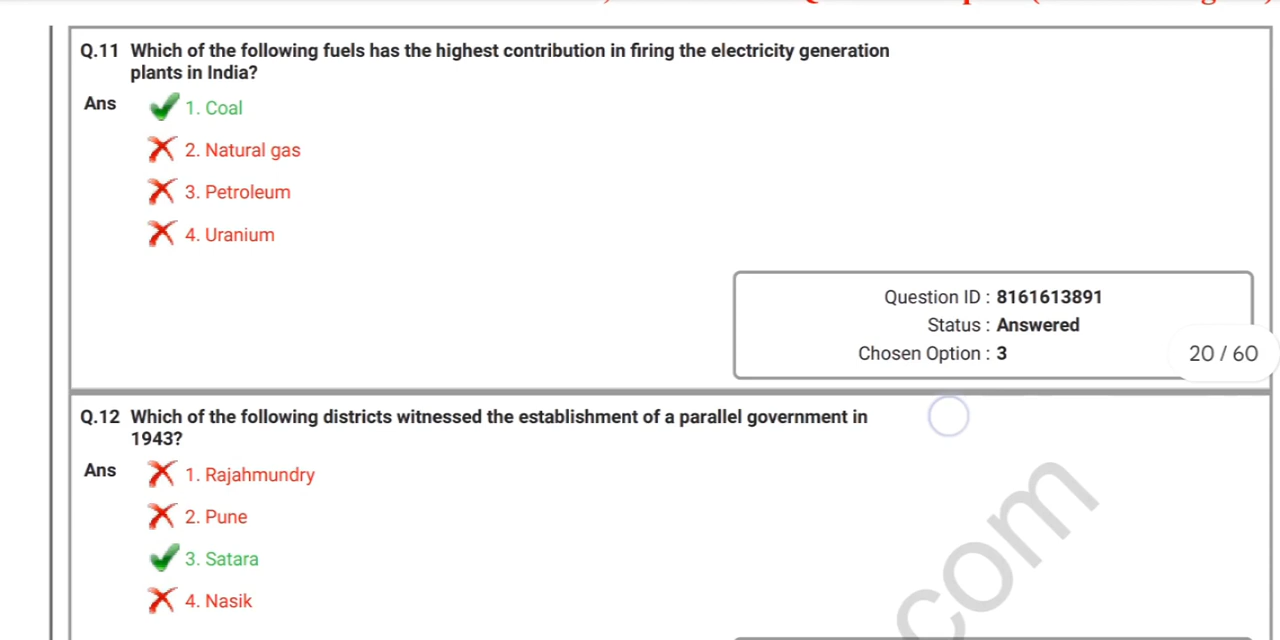 Q.11 Which of the following fuels has the highest contribution in firing the electricity generation
plants in India?
Ans 1. Coal
2. Natural gas
3. Petroleum
4. Uranium
Question ID : 8161613891
Status : Answered
Chosen Option : 3
20 / 60
Q.12 Which of the following districts witnessed the establishment of a parallel government in
1943?
Ans 1. Rajahmundry
2. Pune
3. Satara
4. Nasik
com